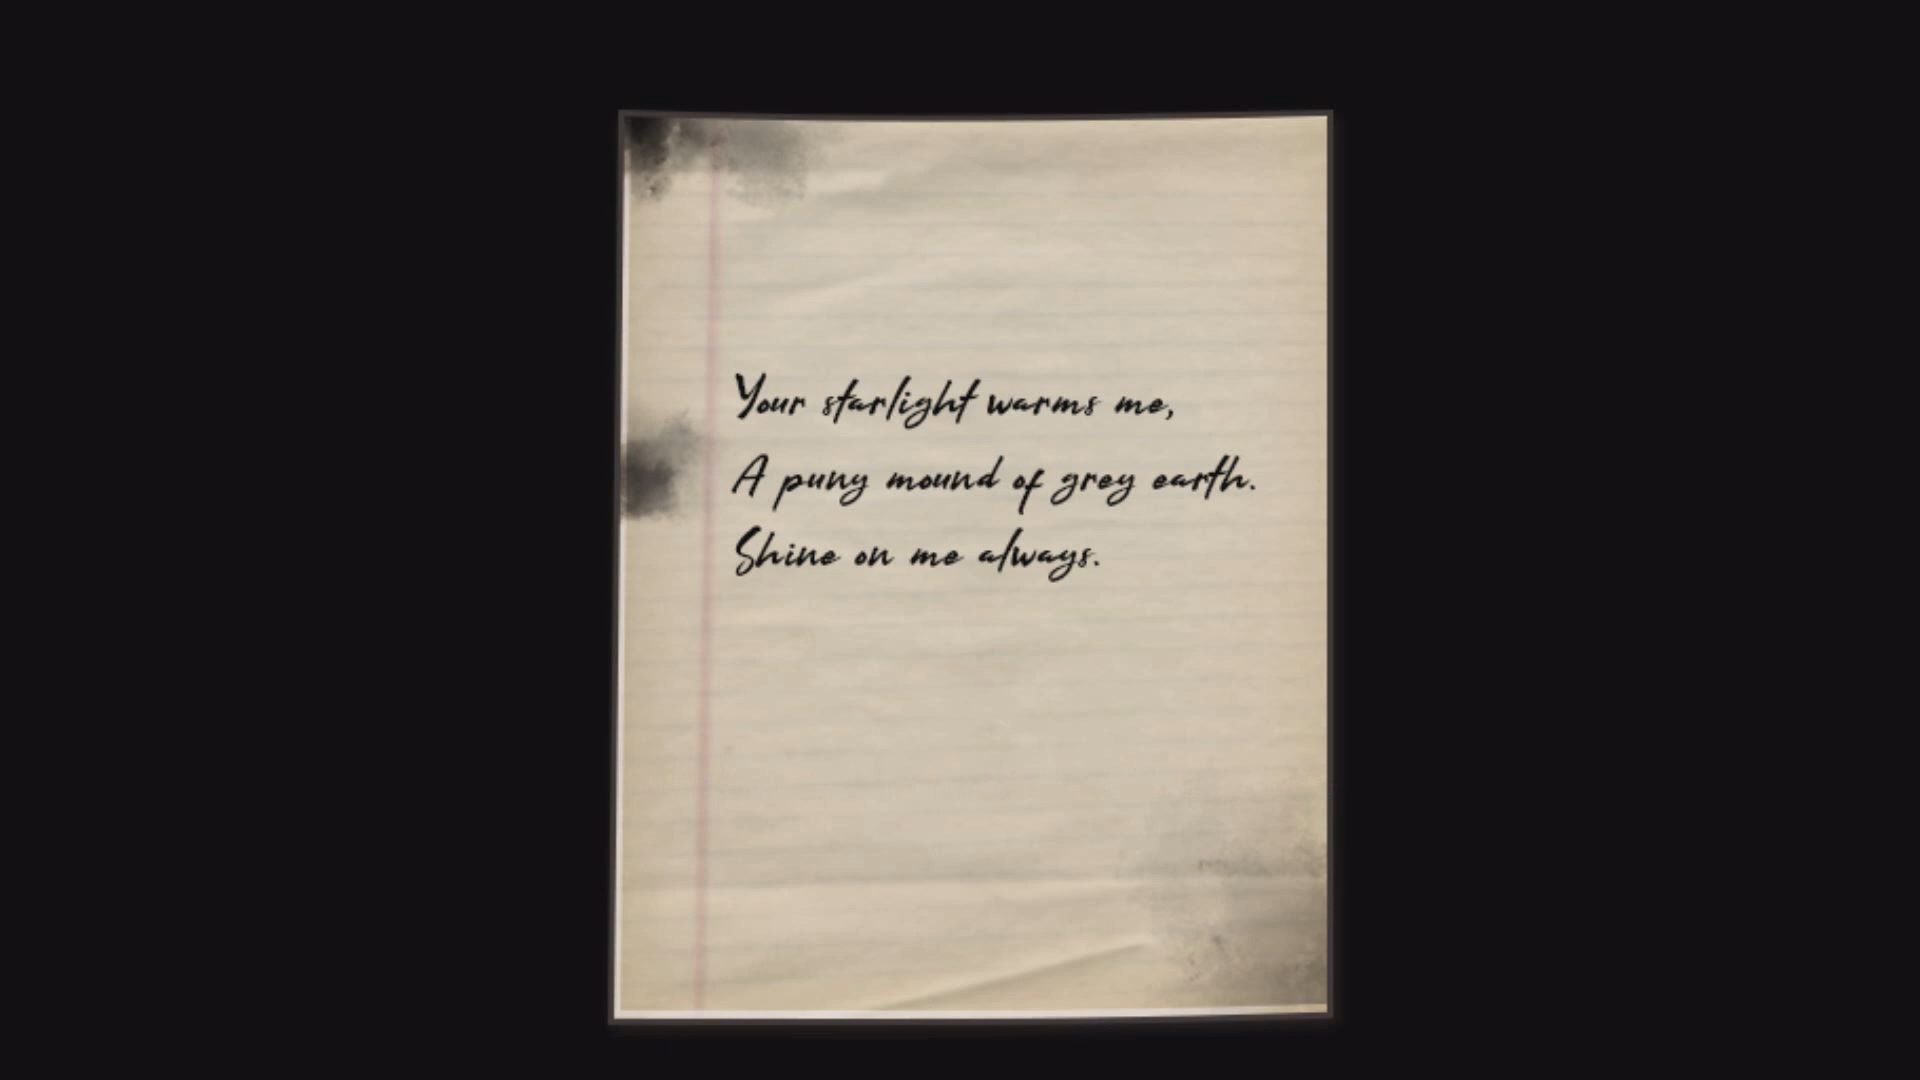 Your starlight warms me,
A puny mound of grey earth.
Shine on me always.